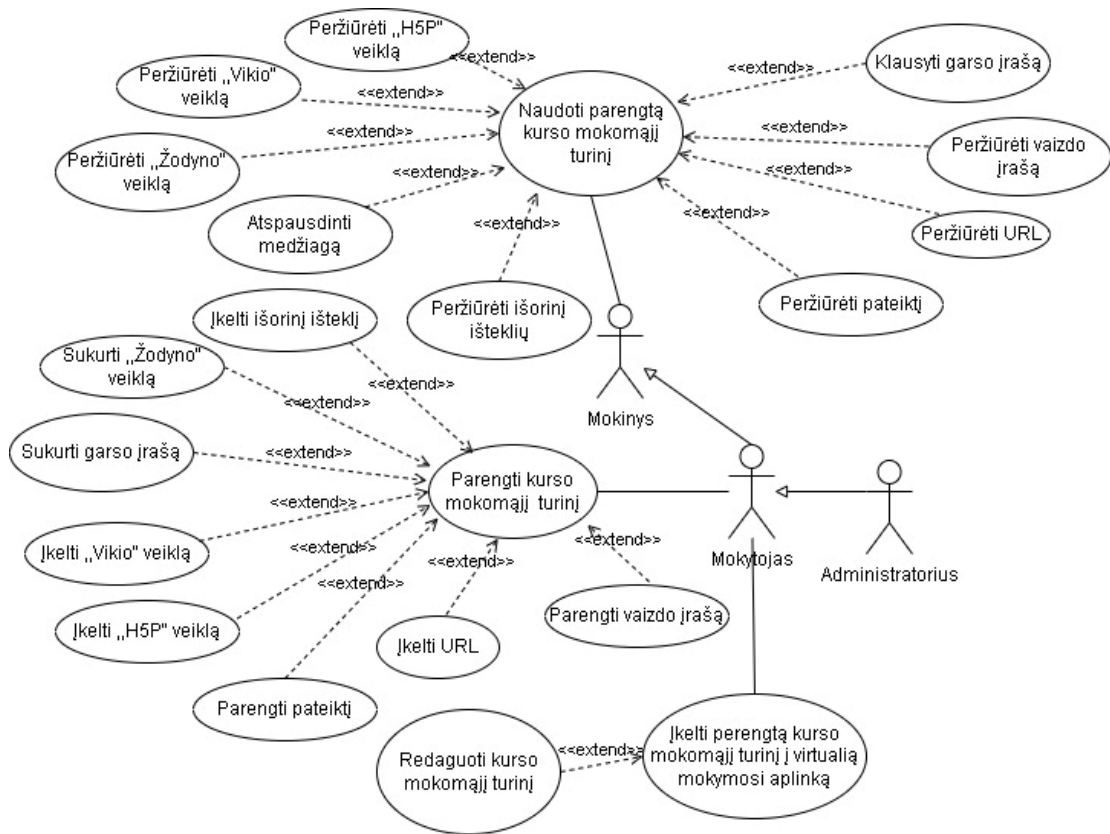 Peržiūrėti ,,H5P"
veiklą
<<extend>>
Peržiūrėti ,,Vikio"
veiklą
<<extend>>
Peržiūrėti ,,Žodyno"
veiklą
<<extend>>
Atspausdinti
medžiagą
<<extend>>
Naudoti parengtą
kurso mokomąjį
turinį
<<extend>>
Klausyti garso įrašą
<<extend>>
Peržiūrėti vaizdo
įrašą
<<extend>>
Peržiūrėti URL
<<extend>>
Peržiūrėti pateiktį
<<extend>>
Peržiūrėti išorinį
išteklių
Mokinys
Įkelti išorinį išteklį
<<extend>>
Sukurti ,,Žodyno"
veiklą
<<extend>>
Sukurti garso įrašą
<<extend>>
Įkelti ,,Vikio" veiklą
<<extend>>
Įkelti ,,H5P" veiklą
<<extend>>
Parengti pateiktį
<<extend>>
Parengti kurso
mokomąjį turinį
<<extend>>
Įkelti URL
<<extend>>
Parengti vaizdo įrašą
Mokytojas
Administratorius
Redaguoti kurso
mokomąjį turinį
<<extend>>
Įkelti perengtą kurso
mokomąjį turinį į virtualią
mokymosi aplinką